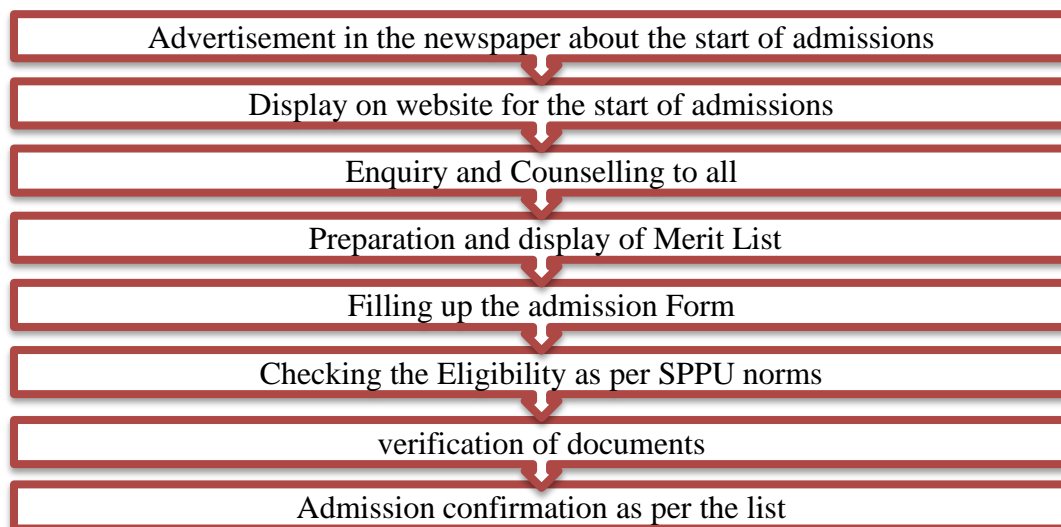 Advertisement in the newspaper about the start of admissions
Display on website for the start of admissions
Enquiry and Counselling to all
Preparation and display of Merit List
Filling up the admission Form
Checking the Eligibility as per SPPU norms
verification of documents
Admission confirmation as per the list